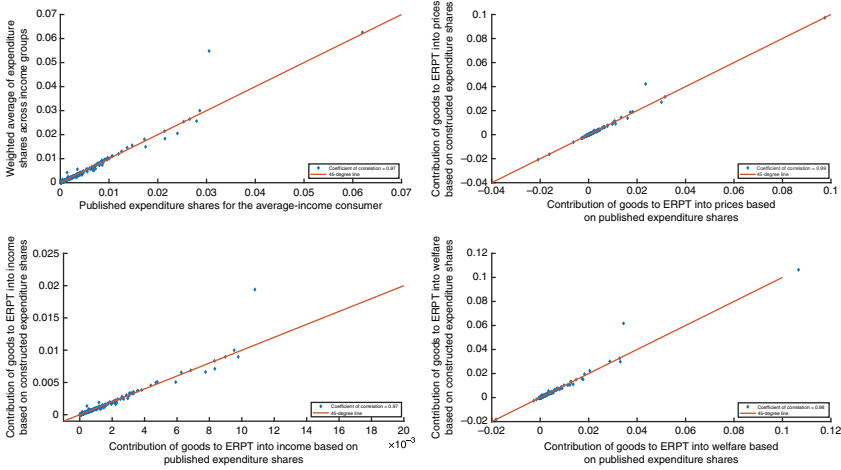 Weighted average of expenditure
shares across income groups
0.07
0.06
0.05
0.04
0.03
0.02
0.01
0
0
0.01
0.02
0.03
0.04
0.05
0.06
0.07
Coefficient of correlation = 0.97
45-degree line
Published expenditure shares for the average-income consumer
Contribution of goods to ERPT into prices
based on constructed expenditure shares
0.1
0.08
0.06
0.04
0.02
0
−0.02
−0.04
−0.04
−0.02
0
0.02
0.04
0.06
0.08
0.1
Coefficient of correlation = 0.99
45-degree line
Contribution of goods to ERPT into prices based
on published expenditure shares
Contribution of goods to ERPT into income
based on constructed expenditure shares
0.025
0.02
0.015
0.01
0.005
0
0
2
4
6
8
10
12
14
16
18
20
×10−3
Coefficient of correlation = 0.97
45-degree line
Contribution of goods to ERPT into income based on
published expenditure shares
Contribution of goods to ERPT into welfare
based on constructed expenditure shares
0.12
0.1
0.08
0.06
0.04
0.02
0
−0.02
−0.02
0
0.02
0.04
0.06
0.08
0.10
0.12
Coefficient of correlation = 0.98
45-degree line
Contribution of goods to ERPT into welfare based
on published expenditure shares